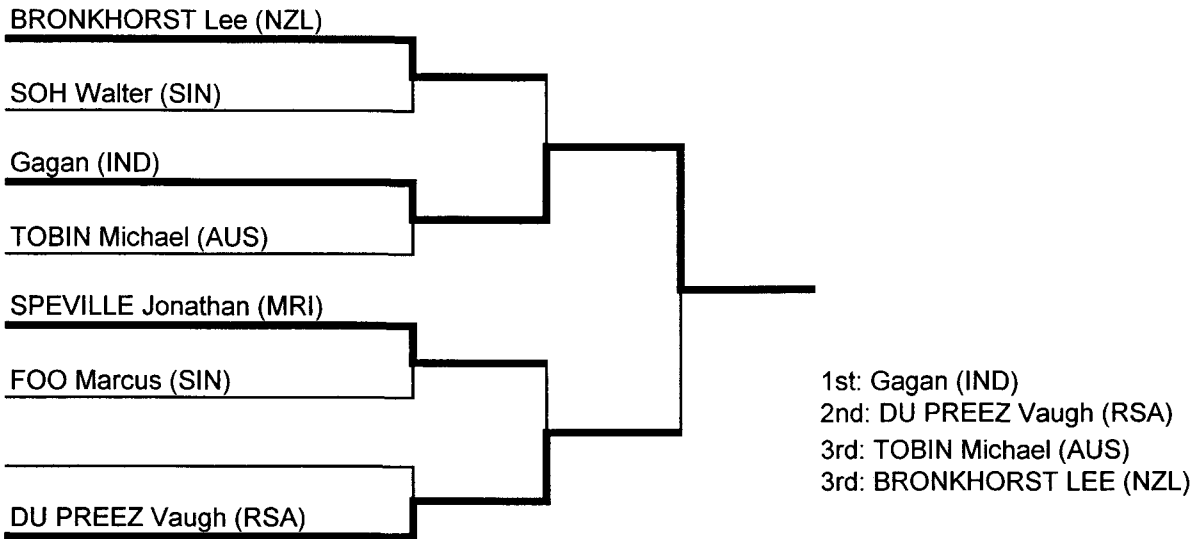 BRONKHORST Lee (NZL)
SOH Walter (SIN)
Gagan (IND)
TOBIN Michael (AUS)
SPEVILLE Jonathan (MRI)
FOO Marcus (SIN)
DU PREEZ Vaugh (RSA)
1st: Gagan (IND)
2nd: DU PREEZ Vaugh (RSA)
3rd: TOBIN Michael (AUS)
3rd: BRONKHORST LEE (NZL)